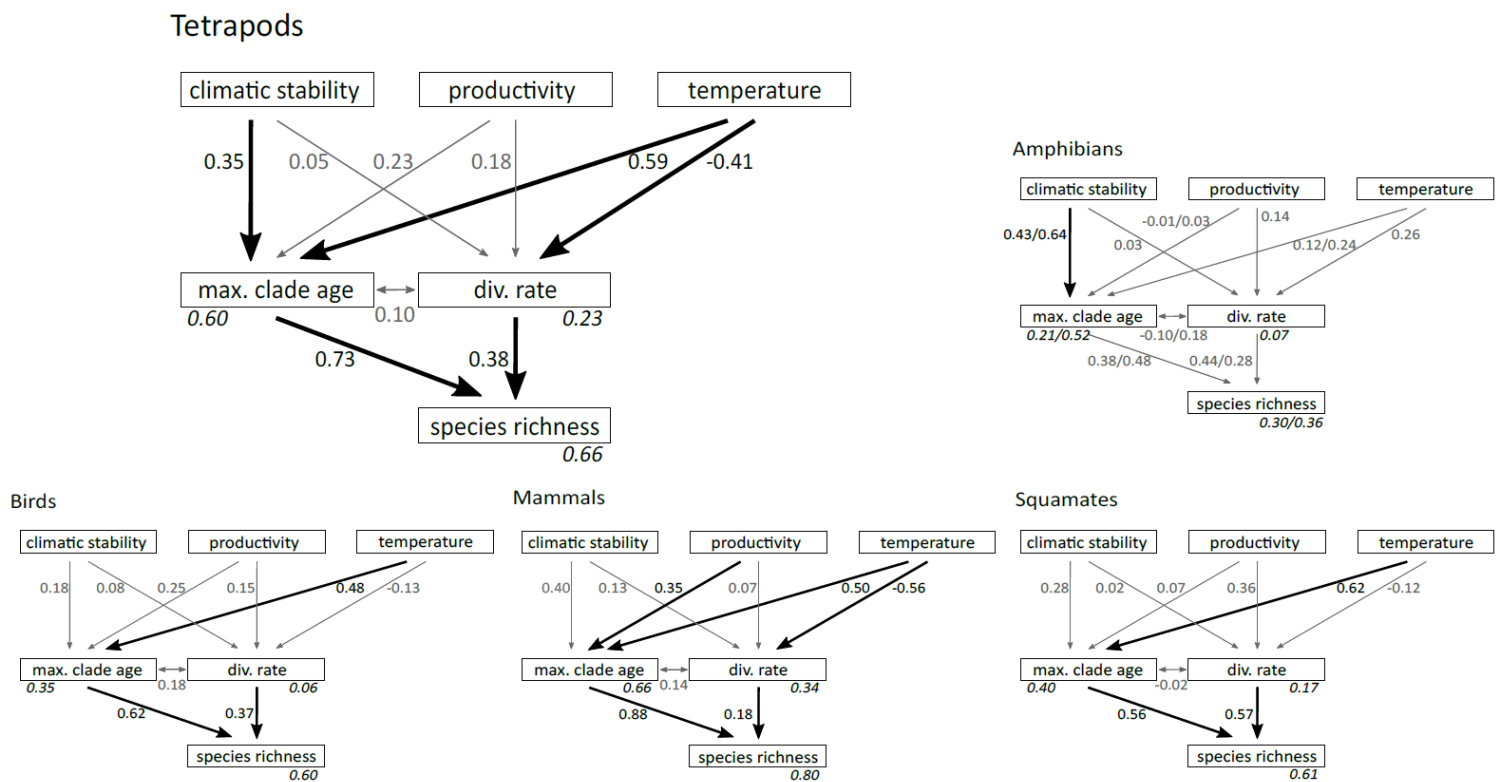 Tetrapods
climatic stability productivity temperature
0.35 0.05 0.23 0.18 0.59 -0.41
max. clade age div. rate
0.60 0.10 0.23
0.73 0.38
species richness
0.66
Amphibians
climatic stability productivity temperature
-0.01/0.03 0.14
0.43/0.64 0.03 0.12/0.24 0.26
max. clade age div. rate
0.21/0.52 -0.10/0.18 0.07
0.38/0.48 0.44/0.28
species richness
0.30/0.36
Birds
climatic stability productivity temperature
0.18 0.08 0.25 0.15 0.48 -0.13
max. clade age div. rate
0.35 0.18 0.06
0.62 0.37
species richness
0.60
Mammals
climatic stability productivity temperature
0.40 0.13 0.35 0.07 0.50 -0.56
max. clade age div. rate
0.66 0.14 0.34
0.88 0.18
species richness
0.80
Squamates
climatic stability productivity temperature
0.28 0.02 0.07 0.36 0.62 -0.12
max. clade age div. rate
0.40 -0.02 0.17
0.56 0.57
species richness
0.61